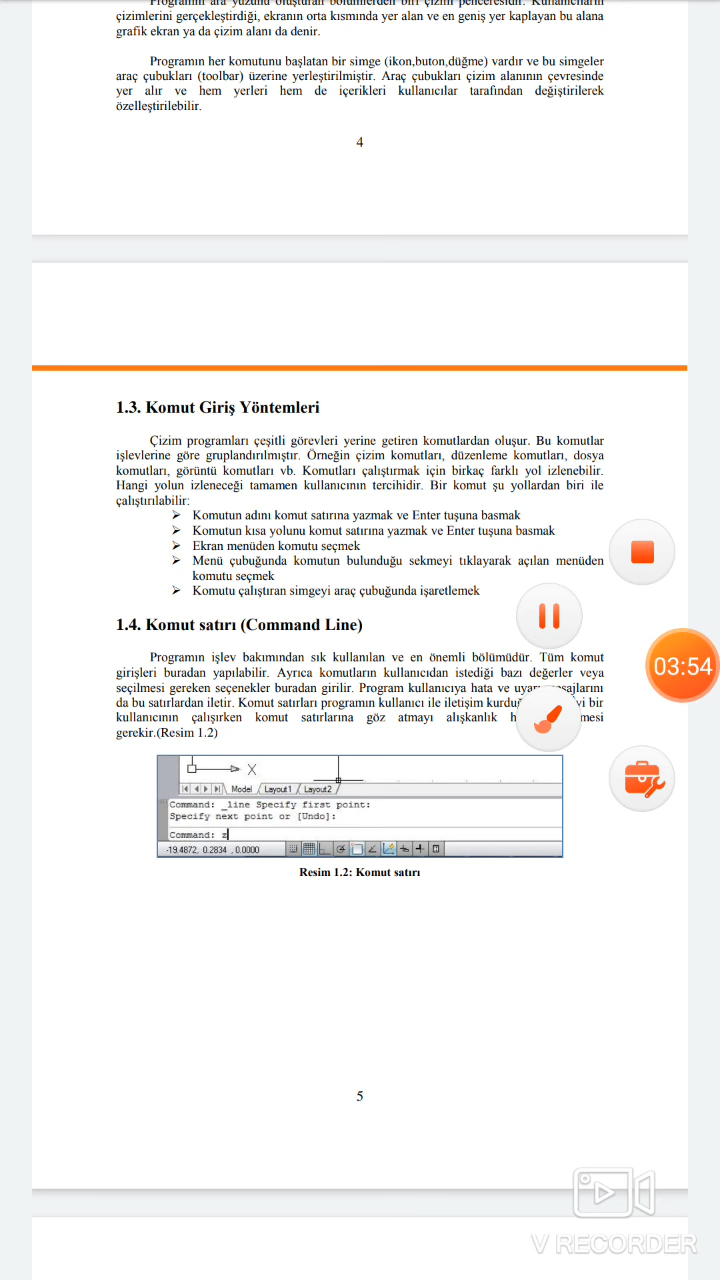 Programın ara yüzünü oluşturan bölümlerden biri çizim penceresidir. Kullanıcıların
çizimlerini gerçekleştirdiği, ekranın orta kısmında yer alan ve en geniş yer kaplayan bu alana
grafik ekran ya da çizim alanı da denir.
Programın her komutunu başlatan bir simge (ikon,buton,düğme) vardır ve bu simgeler
araç çubukları (toolbar) üzerine yerleştirilmiştir. Araç çubukları çizim alanının çevresinde
yer alır ve hem yerleri hem de içerikleri kullanıcılar tarafından değiştirilerek
özelleştirilebilir.
4
1.3. Komut Giriş Yöntemleri
Çizim programları çeşitli görevleri yerine getiren komutlardan oluşur. Bu komutlar
işlevlerine göre gruplandırılmıştır. Örneğin çizim komutları, düzenleme komutları, dosya
komutları, görüntü komutları vb. Komutları çalıştırmak için birkaç farklı yol izlenebilir.
Hangi yolun izleneceği tamamen kullanıcının tercihidir. Bir komut şu yollardan biri ile
çalıştırılabilir:
➢ Komutun adını komut satırına yazmak ve Enter tuşuna basmak
➢ Komutun kısa yolunu komut satırına yazmak ve Enter tuşuna basmak
➢ Ekran menüden komutu seçmek
➢ Menü çubuğunda komutun bulunduğu sekmeyi tıklayarak açılan menüden
komutu seçmek
➢ Komutu çalıştıran simgeyi araç çubuğunda işaretlemek
1.4. Komut satırı (Command Line)
Programın işlev bakımından sık kullanılan ve en önemli bölümüdür. Tüm komut
girişleri buradan yapılabilir. Ayrıca komutların kullanıcıdan istediği bazı değerler veya
seçilmesi gereken seçenekler buradan girilir. Program kullanıcıya hata ve
da bu satırlardan iletir. Komut satırları programın kullanıcı ile iletişim bir
kullanıcının çalışırken komut satırlarına göz atmayı alışkanlık
gerekir.(Resim 1.2)
X
Model Layout1 Layout2
Command: _line Specify first point:
Specify next point or [Undo]:
Command: z
-19.4872, 0.2834 , 0.0000
Resim 1.2: Komut satırı
5
03:54
V RECORDER